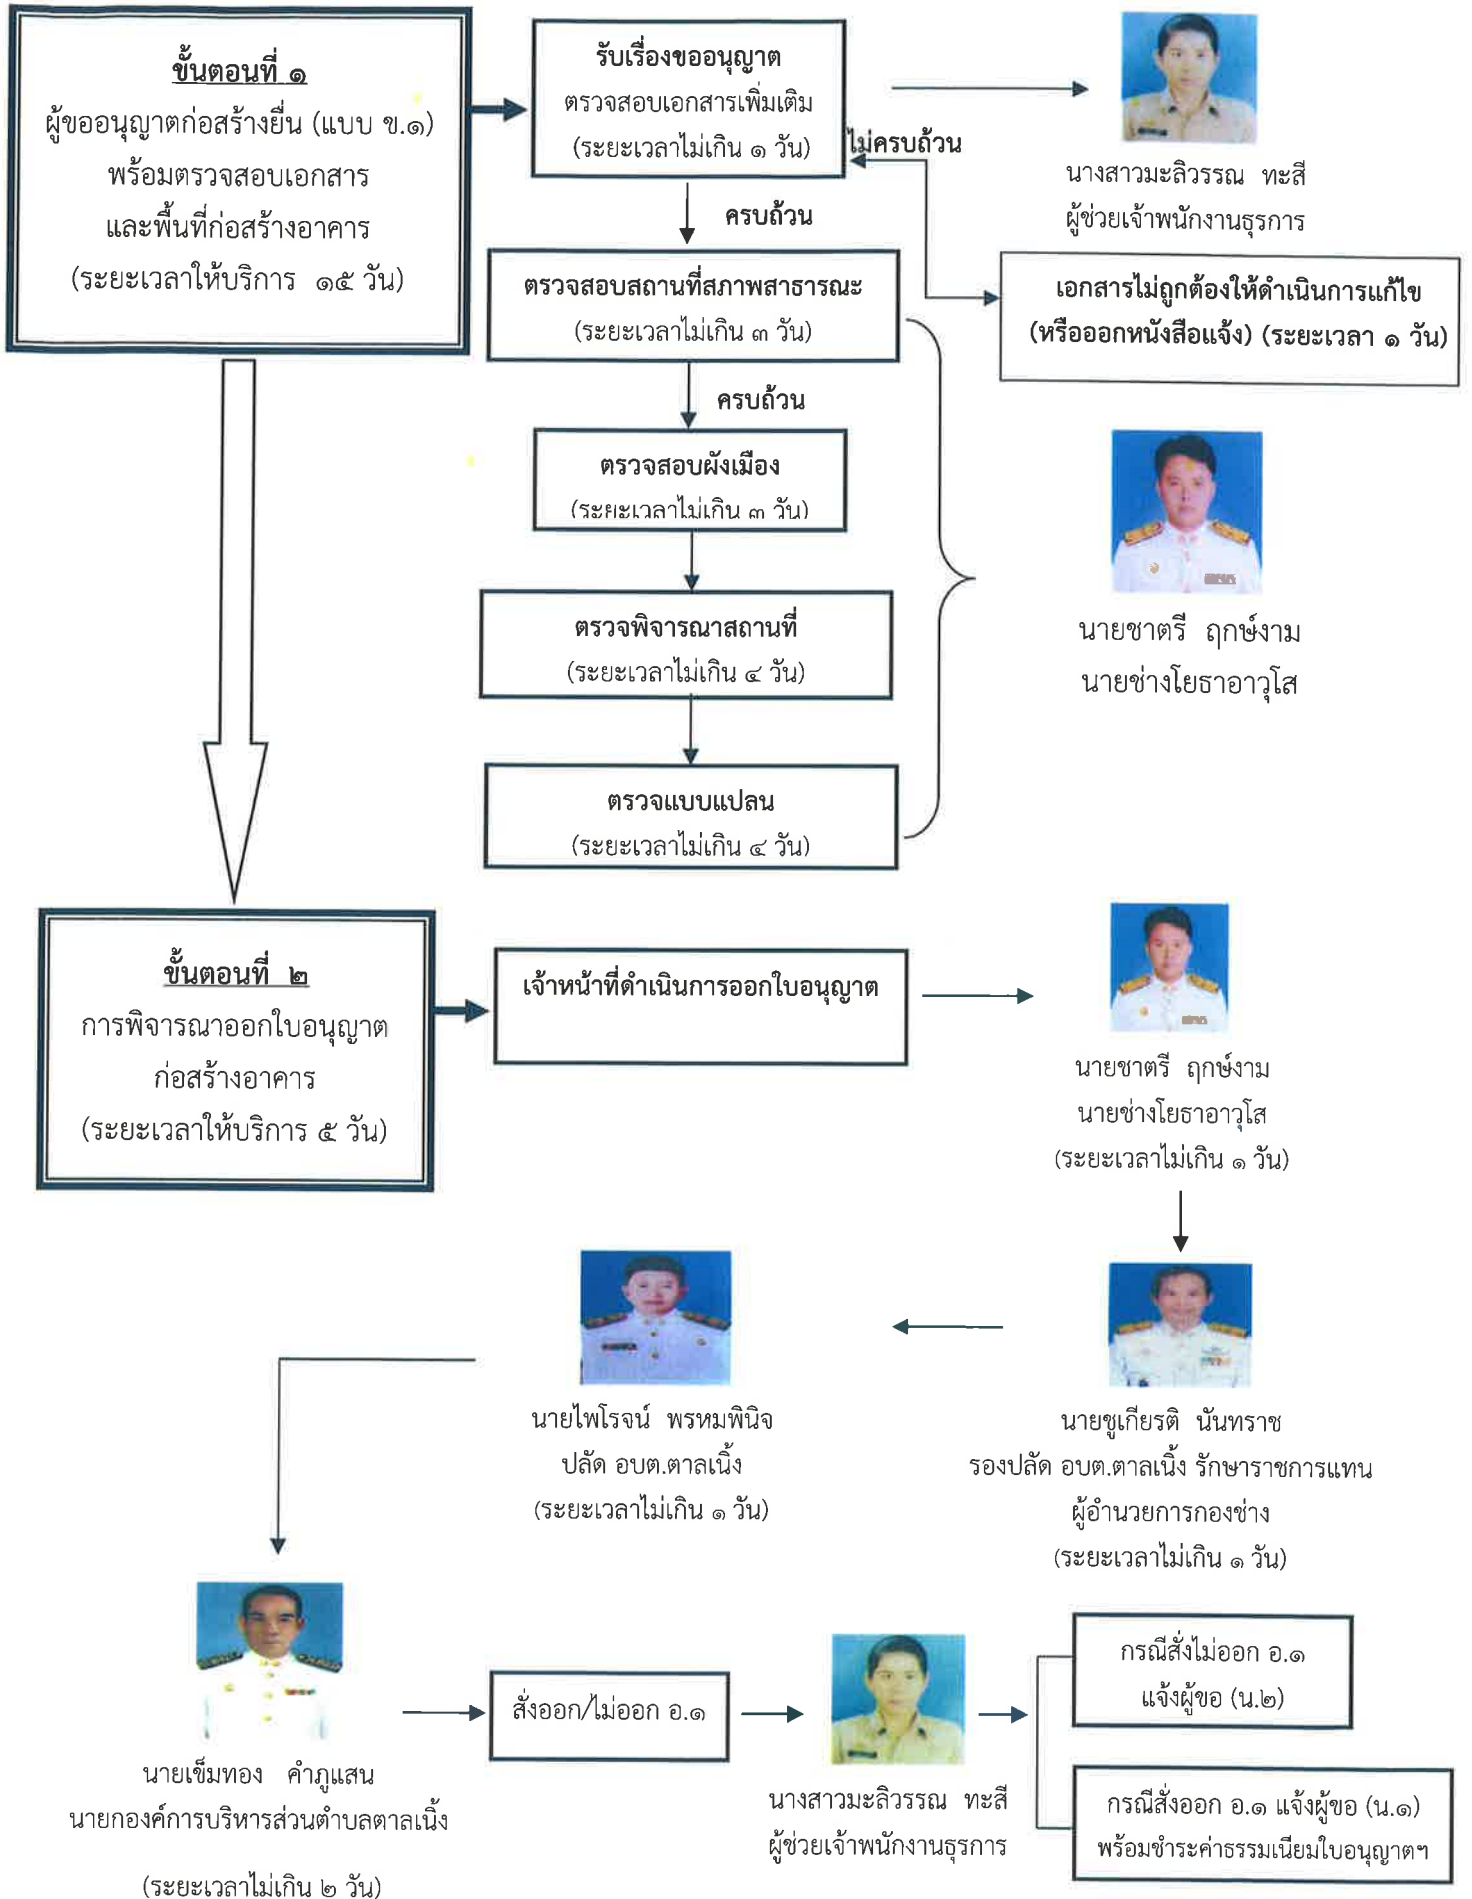 ขั้นตอนที่ ๑
ผู้ขออนุญาตก่อสร้างยื่น (แบบ ข.๑)
พร้อมตรวจสอบเอกสาร
และพื้นที่ก่อสร้างอาคาร
(ระยะเวลาให้บริการ ๑๕ วัน)
รับเรื่องขออนุญาต
ตรวจสอบเอกสารเพิ่มเติม
(ระยะเวลาไม่เกิน ๑ วัน)
ไม่ครบถ้วน
นางสาวมะลิวรรณ ทะสี
ผู้ช่วยเจ้าพนักงานธุรการ
ครบถ้วน
เอกสารไม่ถูกต้องให้ดำเนินการแก้ไข
(หรือออกหนังสือแจ้ง) (ระยะเวลา ๑ วัน)
ตรวจสอบสถานที่สภาพสาธารณะ
(ระยะเวลาไม่เกิน ๓ วัน)
ครบถ้วน
ตรวจสอบผังเมือง
(ระยะเวลาไม่เกิน ๓ วัน)
ตรวจพิจารณาสถานที่
(ระยะเวลาไม่เกิน ๔ วัน)
ตรวจแบบแปลน
(ระยะเวลาไม่เกิน ๔ วัน)
นายชาตรี ฤกษ์งาม
นายช่างโยธาอาวุโส
ขั้นตอนที่ ๒
การพิจารณาออกใบอนุญาต
ก่อสร้างอาคาร
(ระยะเวลาให้บริการ ๕ วัน)
เจ้าหน้าที่ดำเนินการออกใบอนุญาต
นายชาตรี ฤกษ์งาม
นายช่างโยธาอาวุโส
(ระยะเวลาไม่เกิน ๑ วัน)
นายชูเกียรติ นันทราช
รองปลัด อบต.ตาลเนิ้ง รักษาราชการแทน
ผู้อำนวยการกองช่าง
(ระยะเวลาไม่เกิน ๑ วัน)
นายไพโรจน์ พรหมพินิจ
ปลัด อบต.ตาลเนิ้ง
(ระยะเวลาไม่เกิน ๑ วัน)
นายเข็มทอง คำภูแสน
นายกองค์การบริหารส่วนตำบลตาลเนิ้ง
(ระยะเวลาไม่เกิน ๒ วัน)
สั่งออก/ไม่ออก อ.๑
นางสาวมะลิวรรณ ทะสี
ผู้ช่วยเจ้าพนักงานธุรการ
กรณีสั่งไม่ออก อ.๑
แจ้งผู้ขอ (น.๒)
กรณีสั่งออก อ.๑ แจ้งผู้ขอ (น.๑)
พร้อมชำระค่าธรรมเนียมใบอนุญาตฯ